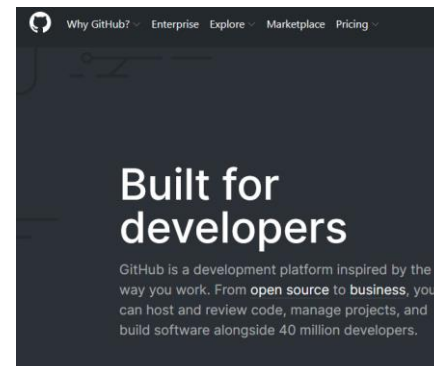 Why GitHub? Enterprise Explore Marketplace Pricing
Built for
developers
GitHub is a development platform inspired by the
way you work. From open source to business, you
can host and review code, manage projects, and
build software alongside 40 million developers.